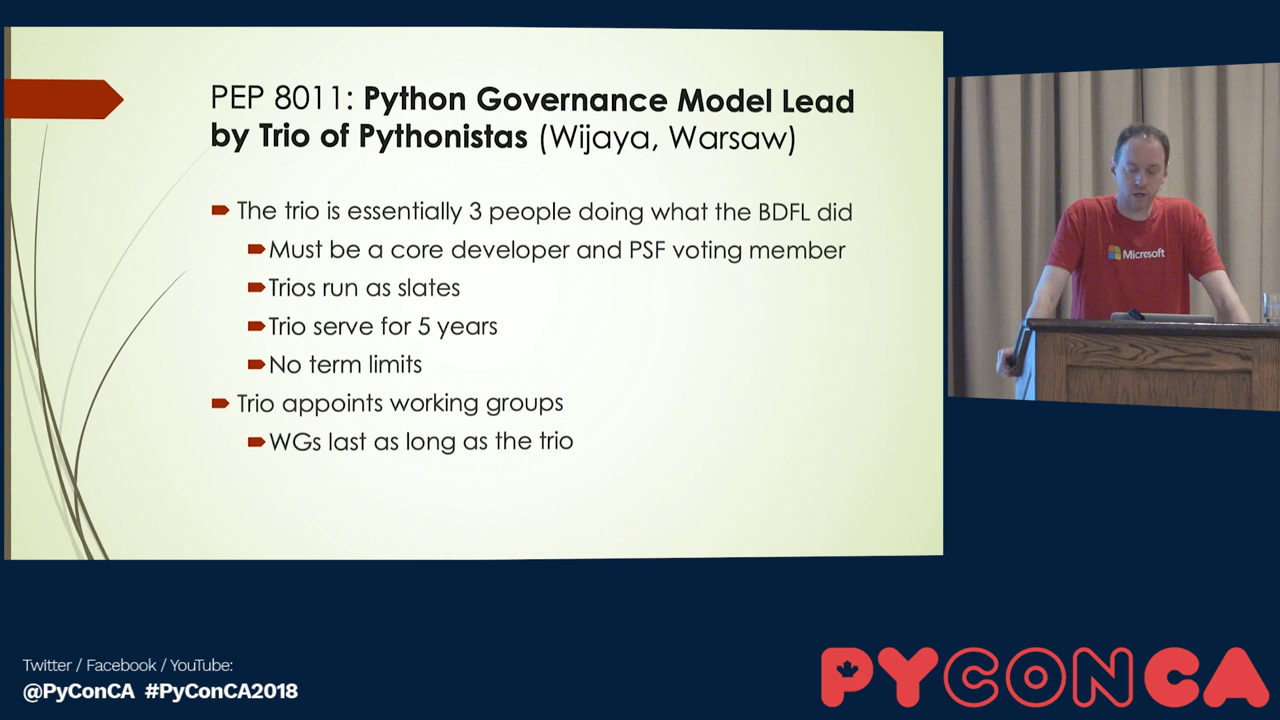 PEP 8011: Python Governance Model Lead
by Trio of Pythonistas (Wijaya, Warsaw)
The trio is essentially 3 people doing what the BDFL did
Must be a core developer and PSF voting member
Trios run as slates
Trio serve for 5 years
No term limits
Trio appoints working groups
WGs last as long as the trio
Microsoft
Twitter / Facebook / YouTube:
@PyConCA #PyConCA2018
PYCONCA